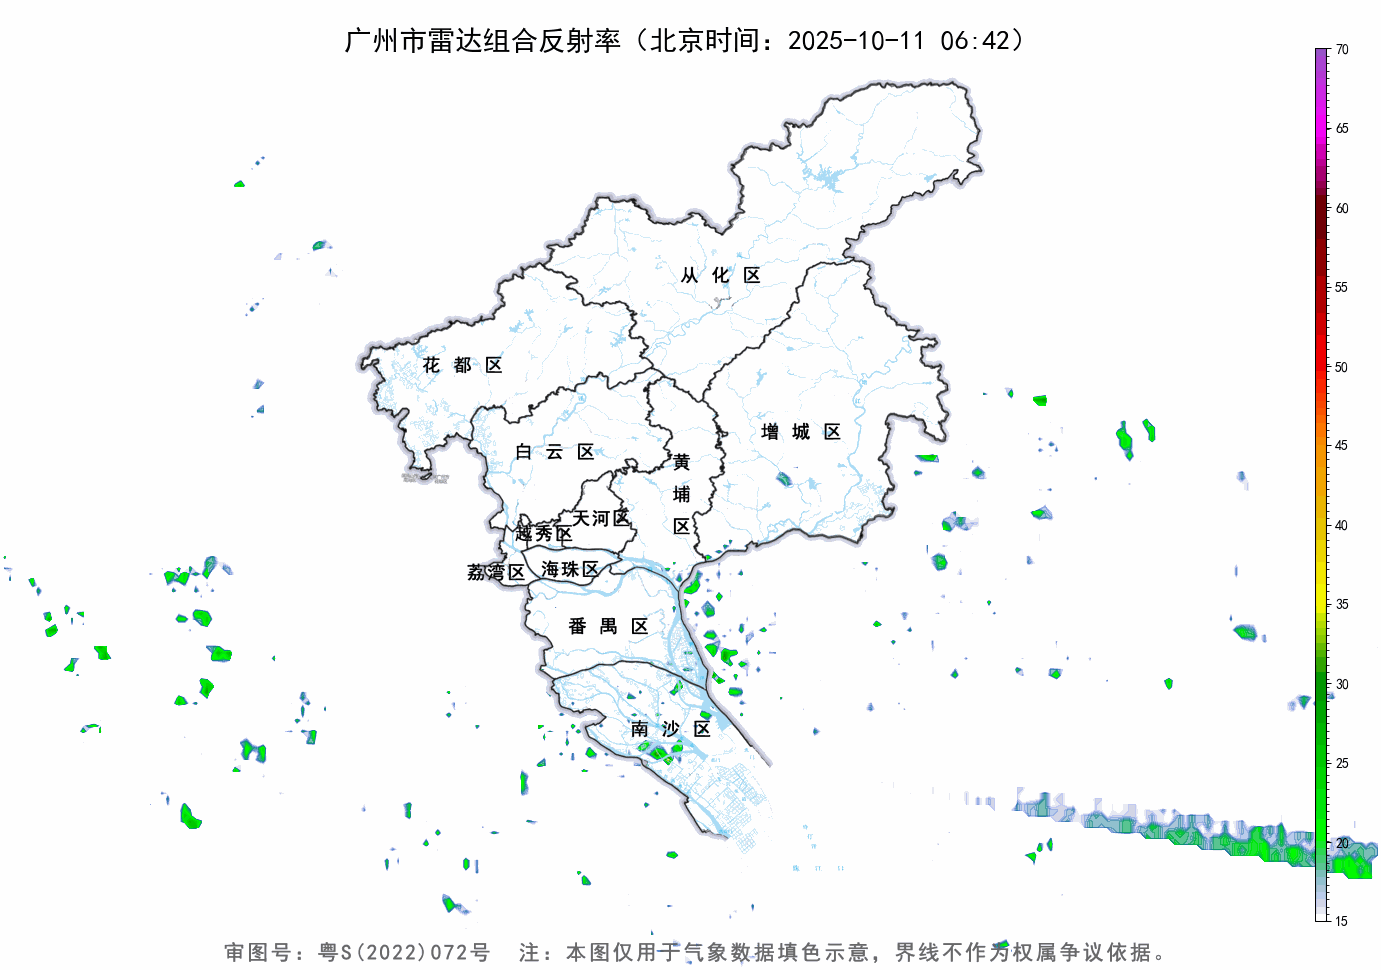 广州市雷达组合反射率（北京时间：2025-10-11 06:42）
70
65
60
55
50
45
40
35
30
25
20
15
从化区
花都区
增城区
白云区
黄埔区
天河区
越秀区
荔湾区
海珠区
番禺区
南沙区
审图号：粤S(2022)072号 注：本图仅用于气象数据填色示意，界线不作为权属争议依据。